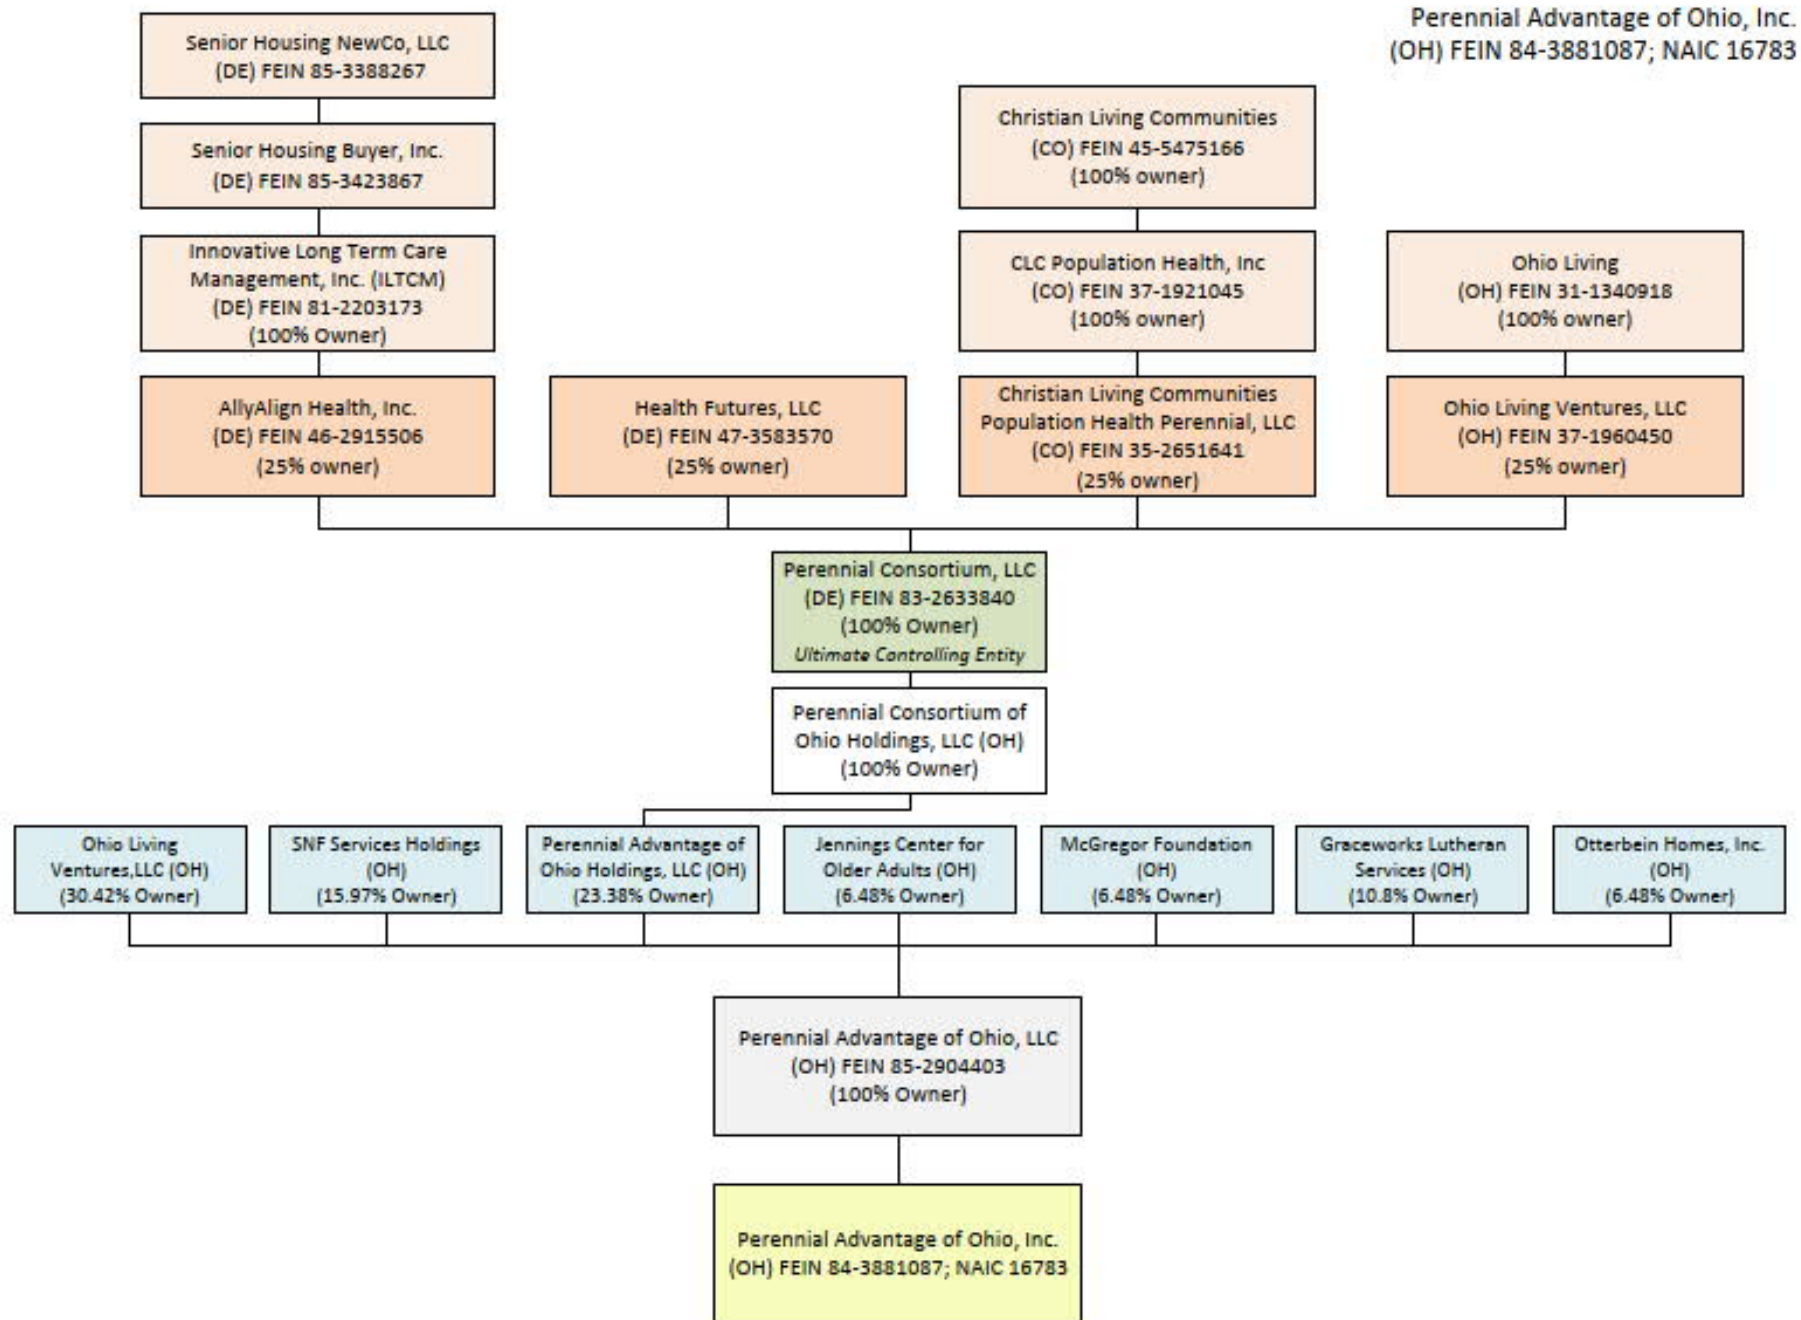 Perennial Advantage of Ohio, Inc.
(OH) FEIN 84-3881087; NAIC 16783
Senior Housing NewCo, LLC
(DE) FEIN 85-3388267
Senior Housing Buyer, Inc.
(DE) FEIN 85-3423867
Christian Living Communities
(CO) FEIN 45-5475166
(100% owner)
Innovative Long Term Care
Management, Inc. (ILTCM)
(DE) FEIN 81-2203173
(100% Owner)
CLC Population Health, Inc
(CO) FEIN 37-1921045
(100% owner)
Ohio Living
(OH) FEIN 31-1340918
(100% owner)
AllyAlign Health, Inc.
(DE) FEIN 46-2915506
(25% owner)
Health Futures, LLC
(DE) FEIN 47-3583570
(25% owner)
Christian Living Communities
Population Health Perennial, LLC
(CO) FEIN 35-2651641
(25% owner)
Ohio Living Ventures, LLC
(OH) FEIN 37-1960450
(25% owner)
Perennial Consortium, LLC
(DE) FEIN 83-2633840
(100% Owner)
Ultimate Controlling Entity
Perennial Consortium of
Ohio Holdings, LLC (OH)
(100% Owner)
Ohio Living
Ventures,LLC (OH)
(30.42% Owner)
SNF Services Holdings
(OH)
(15.97% Owner)
Perennial Advantage of
Ohio Holdings, LLC (OH)
(23.38% Owner)
Jennings Center for
Older Adults (OH)
(6.48% Owner)
McGregor Foundation
(OH)
(6.48% Owner)
Graceworks Lutheran
Services (OH)
(10.8% Owner)
Otterbein Homes, Inc.
(OH)
(6.48% Owner)
Perennial Advantage of Ohio, LLC
(OH) FEIN 85-2904403
(100% Owner)
Perennial Advantage of Ohio, Inc.
(OH) FEIN 84-3881087; NAIC 16783